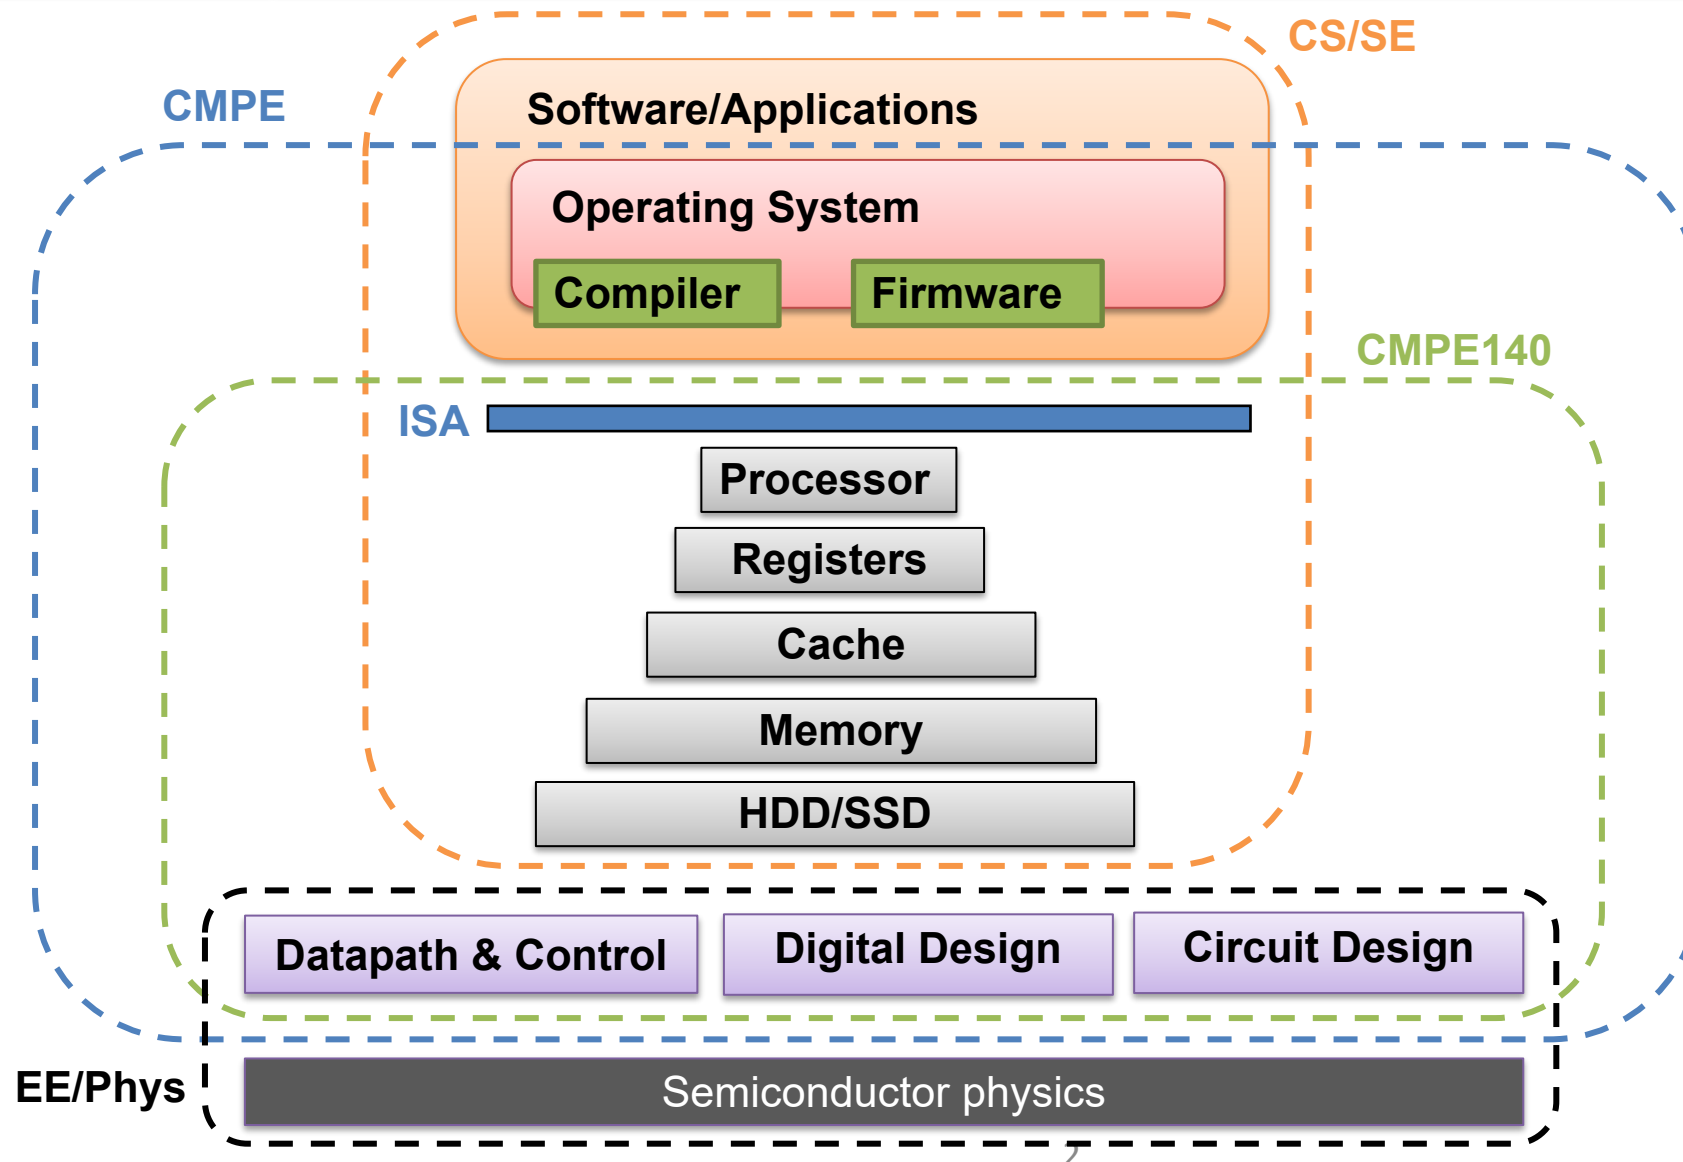 CS/SE
CMPE
Software/Applications
Operating System
Compiler
Firmware
CMPE140
ISA
Processor
Registers
Cache
Memory
HDD/SSD
Datapath & Control
Digital Design
Circuit Design
EE/Phys
Semiconductor physics